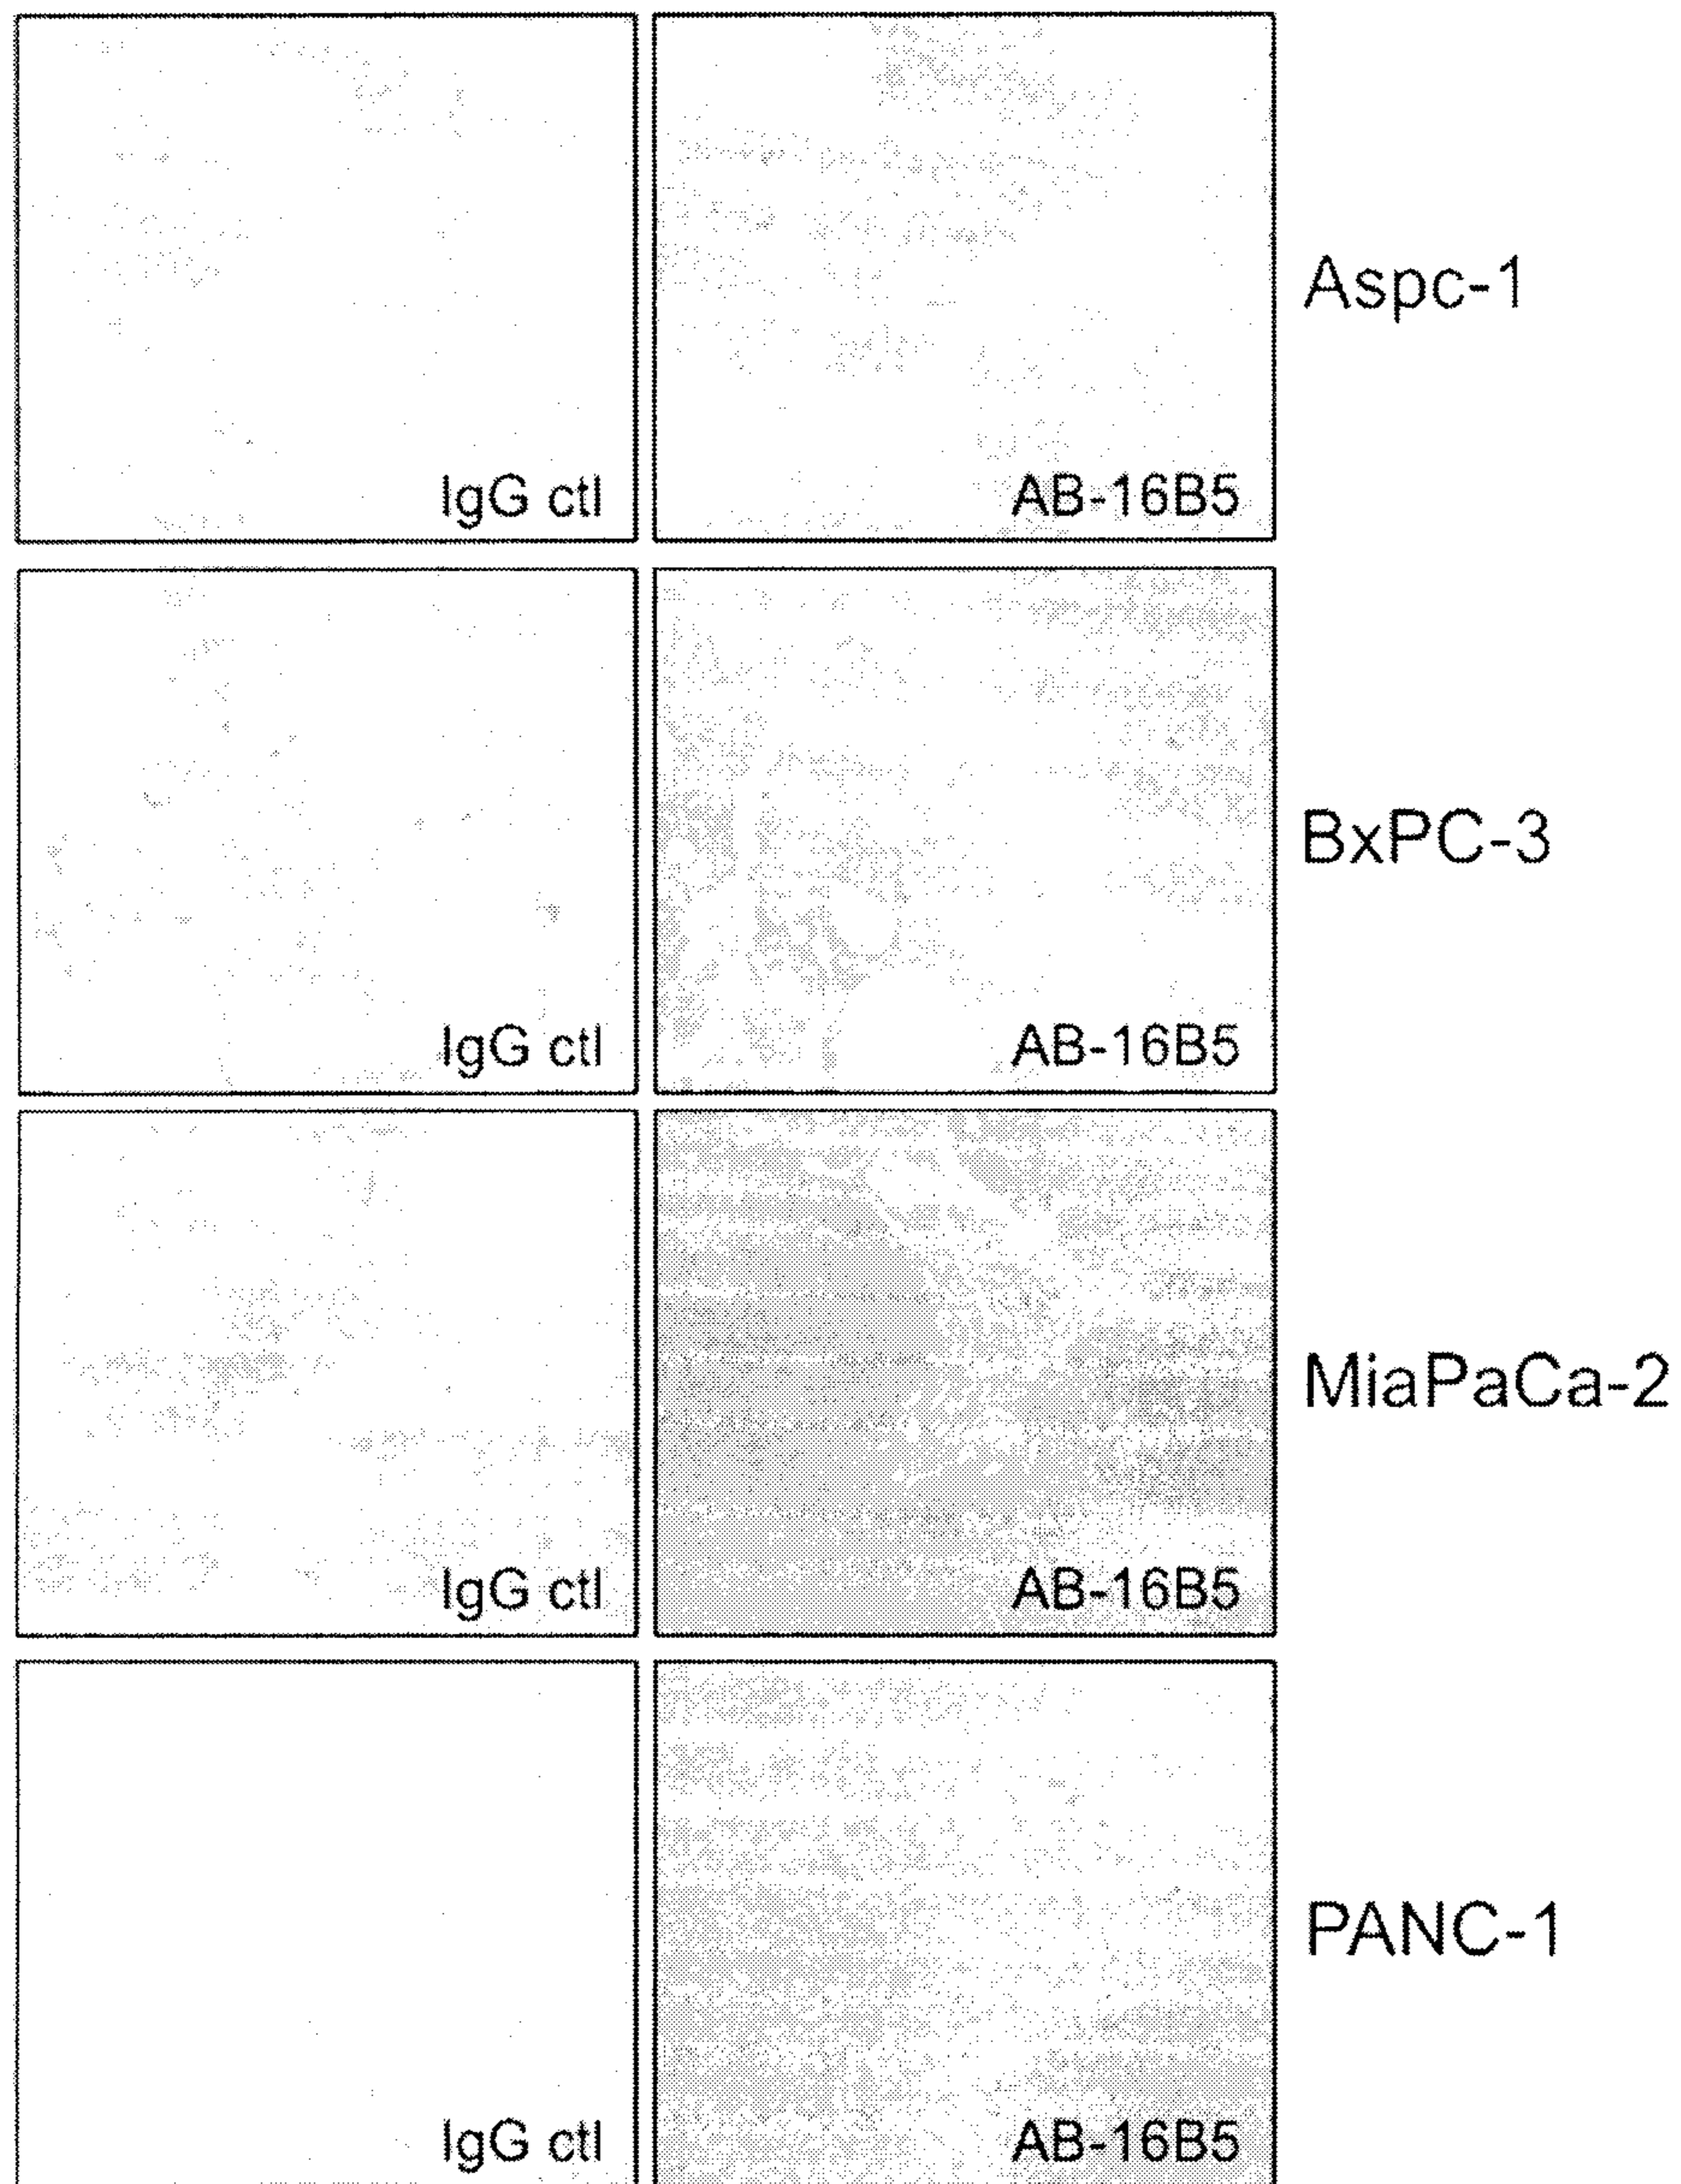 Aspc-1
IgG ctl
AB-16B5
BxPC-3
IgG ctl
AB-16B5
MiaPaCa-2
IgG ctl
AB-16B5
PANC-1
IgG ctl
AB-16B5